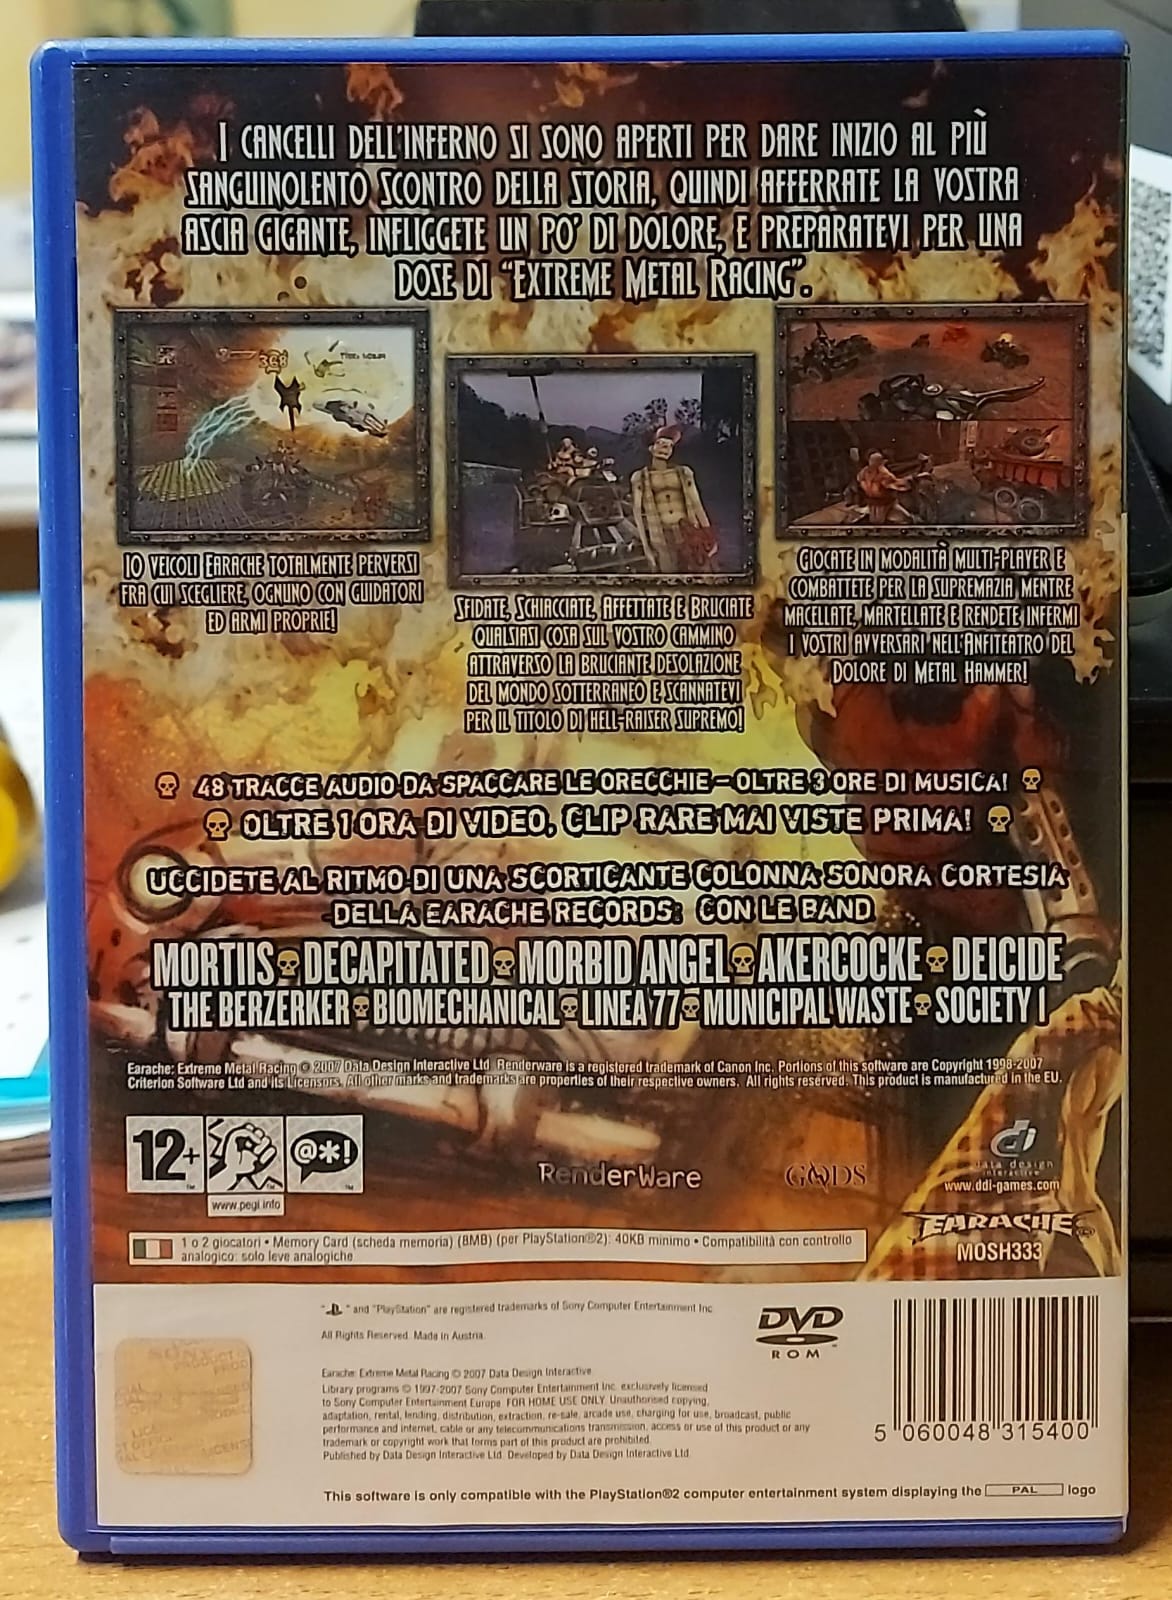 I CANCELLI DELL'INFERNO SI SONO APERTI PER DARE INIZIO AL PIÙ
SANGUINOLENTO SCONTRO DELLA STORIA, QUINDI AFFERRATE LA VOSTRA
ASCIA GIGANTE, INFLIGGETE UN PO' DI DOLORE, E PREPARATEVI PER UNA
DOSE DI "EXTREME METAL RACING".
10 VEICOLI EARACHE TOTALMENTE PERVERSI
FRA CUI SCEGLIERE, OGNUNO CON GUIDATORI
ED ARMI PROPRIE!
SFIDATE, SCHIACCIATE, AFFETTATE E BRUCIATE
QUALSIASI COSA SUL VOSTRO CAMMINO
ATTRAVERSO LA BRUCIANTE DESOLAZIONE
DEL MONDO SOTTERRANEO E SCANNATEVI
PER IL TITOLO DI HELL-RAISER SUPREMO!
GIOCATE IN MODALITÀ MULTI-PLAYER E
COMBATTETE PER LA SUPREMAZIA MENTRE
MACELLATE, MARTELLATE E RENDETE INFERMI
I VOSTRI AVVERSARI NELL'ANFITEATRO DEL
DOLORE DI METAL HAMMER!
48 TRACCE AUDIO DA SPACCARE LE ORECCHIE – OLTRE 3 ORE DI MUSICA!
OLTRE 1 ORA DI VIDEO, CLIP RARE MAI VISTE PRIMA!
UCCIDETE AL RITMO DI UNA SCORTICANTE COLONNA SONORA CORTESIA
DELLA EARACHE RECORDS: CON LE BAND
MORTIIS DECAPITATED MORBID ANGEL AKERCOCKE DEICIDE
THE BERZERKER BIOMECHANICAL LINEA 77 MUNICIPAL WASTE SOCIETY 1
Earache: Extreme Metal Racing © 2007 Data Design Interactive Ltd Renderware is a registered trademark of Canon Inc. Portions of this software are Copyright 1998-2007
Criterion Software Ltd and its Licensors. All other marks and trademarks are properties of their respective owners. All rights reserved. This product is manufactured in the EU.
12+ @*!
www.pegi.info
RenderWare
GODS
data design
interactive
www.ddi-games.com
EARACHE
MOSH333
1 o 2 giocatori • Memory Card (scheda memoria) (8MB) (per PlayStation®2): 40KB minimo • Compatibilità con controllo
analogico: solo leve analogiche
" " and "PlayStation" are registered trademarks of Sony Computer Entertainment Inc
All Rights Reserved. Made in Austria.
DVD
ROM
Earache: Extreme Metal Racing © 2007 Data Design Interactive.
Library programs © 1997-2007 Sony Computer Entertainment Inc. exclusively licensed
to Sony Computer Entertainment Europe. FOR HOME USE ONLY. Unauthorised copying,
adaptation, rental, lending, distribution, extraction, re-sale, arcade use, charging for use, broadcast, public
performance and internet, cable or any telecommunications transmission, access or use of this product or any
trademark or copyright work that forms part of this product are prohibited.
Published by Data Design Interactive Ltd. Developed by Data Design Interactive Ltd.
5 060048 315400
This software is only compatible with the PlayStation®2 computer entertainment system displaying the PAL logo